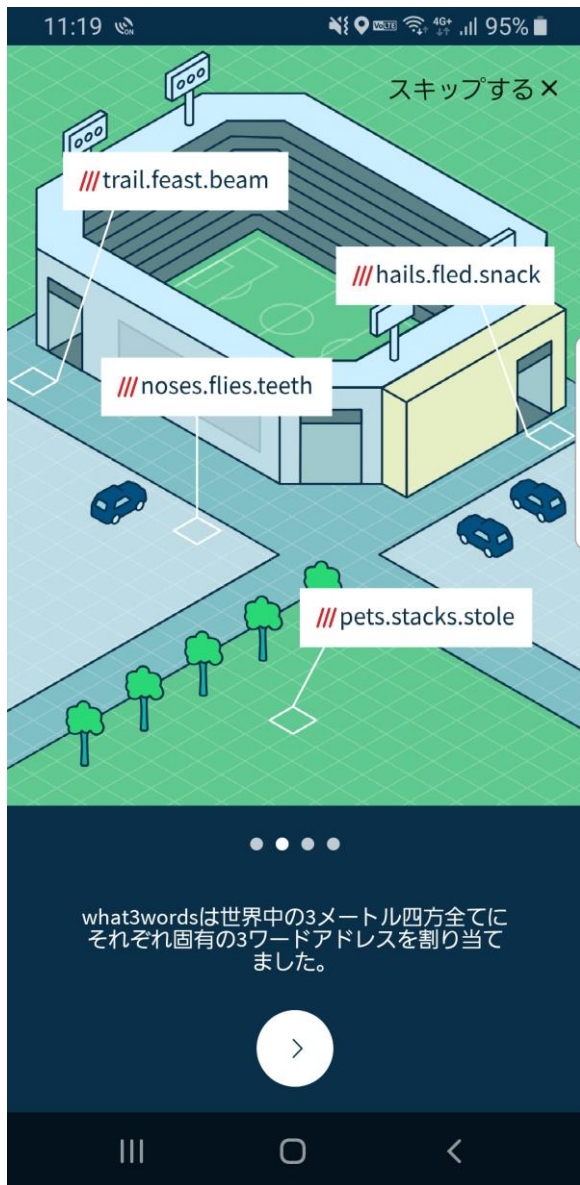 11:19
VoLTE 4G+ 95%
スキップする ×
///trail.feast.beam
///hails.fled.snack
///noses.flies.teeth
///pets.stacks.stole
what3wordsは世界中の3メートル四方全てに
それぞれ固有の3ワードアドレスを割り当て
ました。